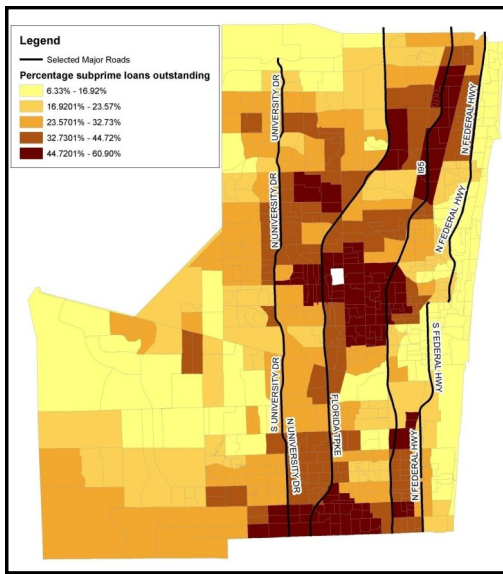 Legend
Selected Major Roads
Percentage subprime loans outstanding
6.33% - 16.92%
16.9201% - 23.57%
23.5701% - 32.73%
32.7301% - 44.72%
44.7201% - 60.90%
UNIVERSITY DR
N FEDERAL HWY
I95
N UNIVERSITY DR
N FEDERAL HWY
S FEDERAL HWY
S UNIVERSITY DR
FLORIDA TPKE
N UNIVERSITY DR
N FEDERAL HWY